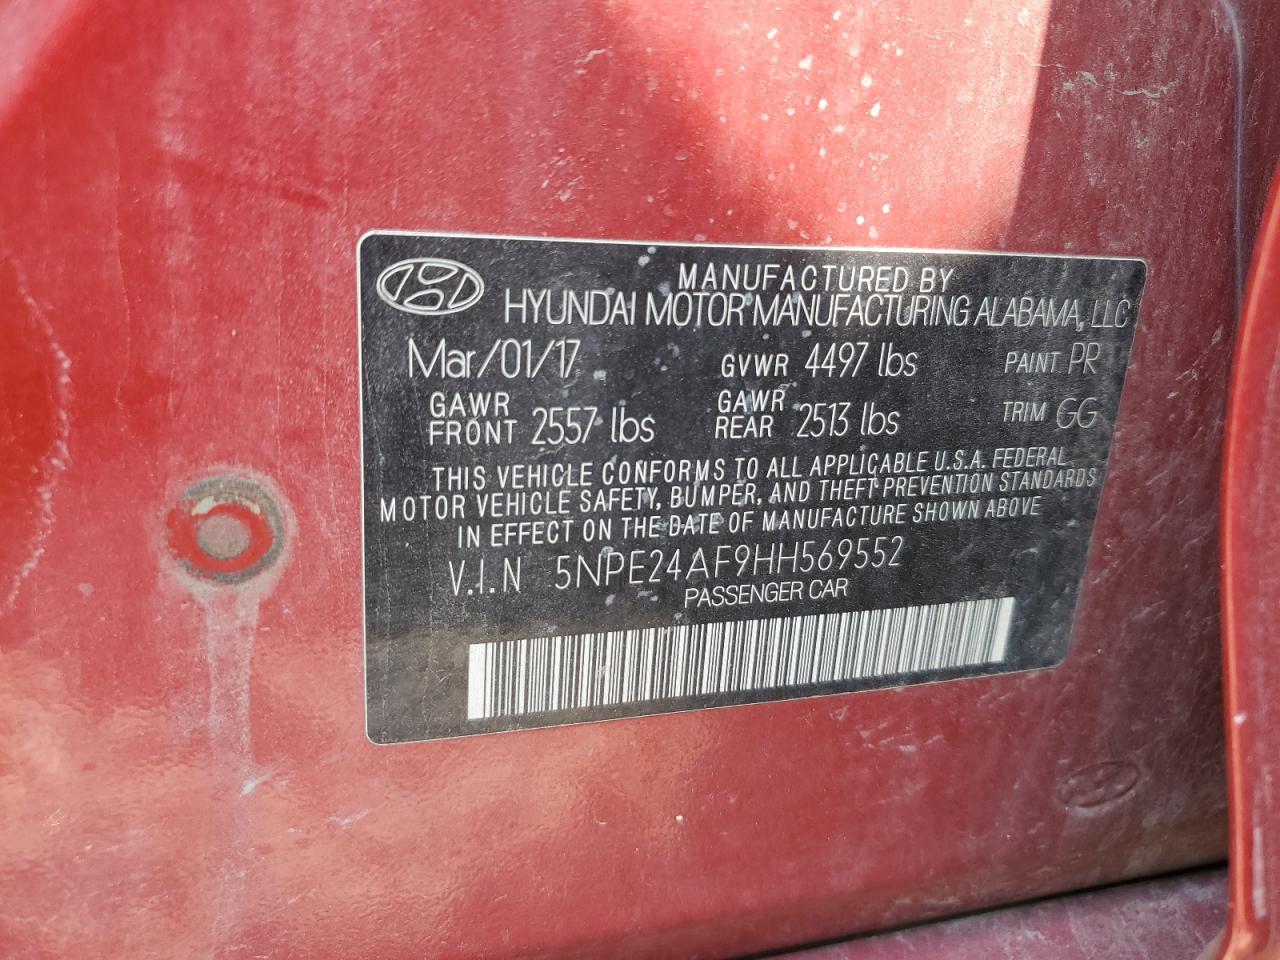 MANUFACTURED BY
HYUNDAI MOTOR MANUFACTURING ALABAMA, LLC
Mar/01/17 GVWR 4497 lbs PAINT PR
GAWR FRONT 2557 lbs GAWR REAR 2513 lbs TRIM GG
THIS VEHICLE CONFORMS TO ALL APPLICABLE U.S.A. FEDERAL
MOTOR VEHICLE SAFETY, BUMPER, AND THEFT PREVENTION STANDARDS
IN EFFECT ON THE DATE OF MANUFACTURE SHOWN ABOVE
V.I.N 5NPE24AF9HH569552
PASSENGER CAR